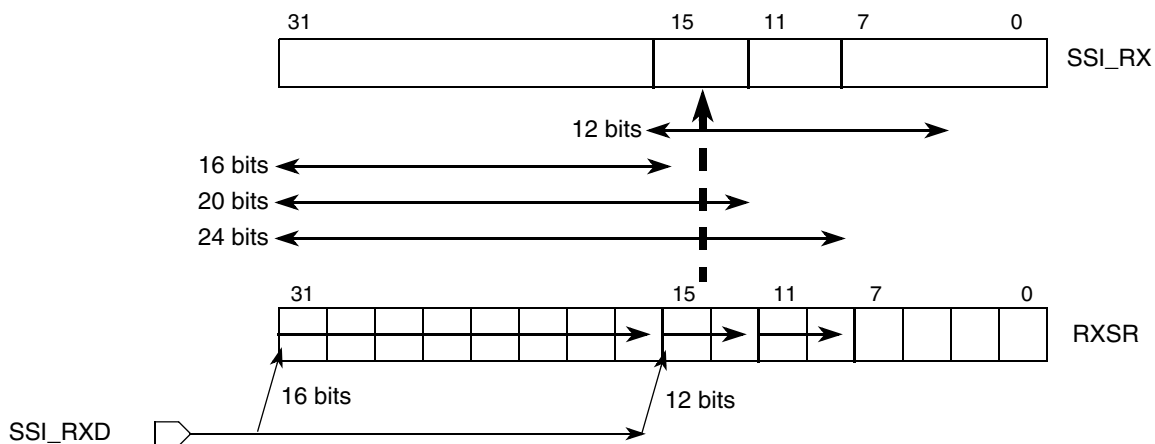 31 15 11 7 0
SSI_RX
12 bits
16 bits
20 bits
24 bits
31 15 11 7 0
RXSR
16 bits 12 bits
SSI_RXD